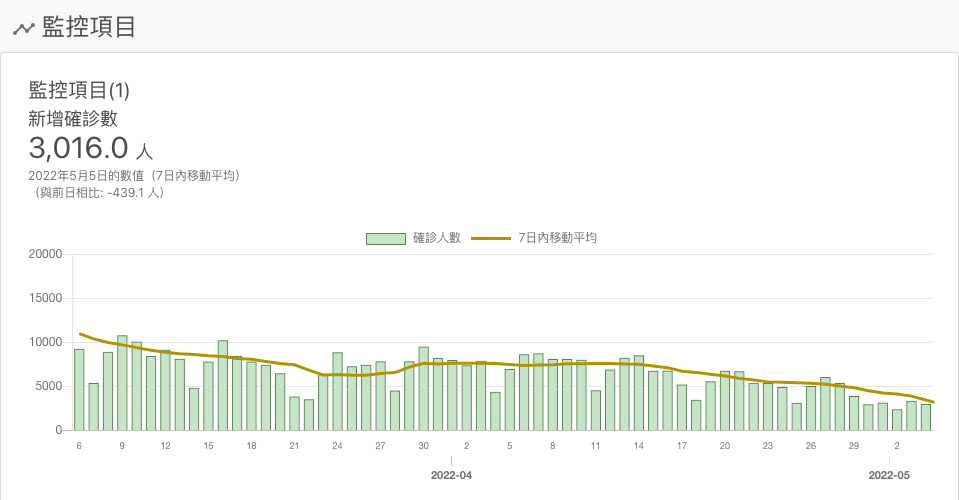 監控項目
監控項目(1)
新增確診數
3,016.0 人
2022年5月5日的數值（7日內移動平均）
（與前日相比: -439.1 人）
確診人數 7日內移動平均
20000
15000
10000
5000
0
6 9 12 15 18 21 24 27 30 2 5 8 11 14 17 20 23 26 29 2
2022-04 2022-05